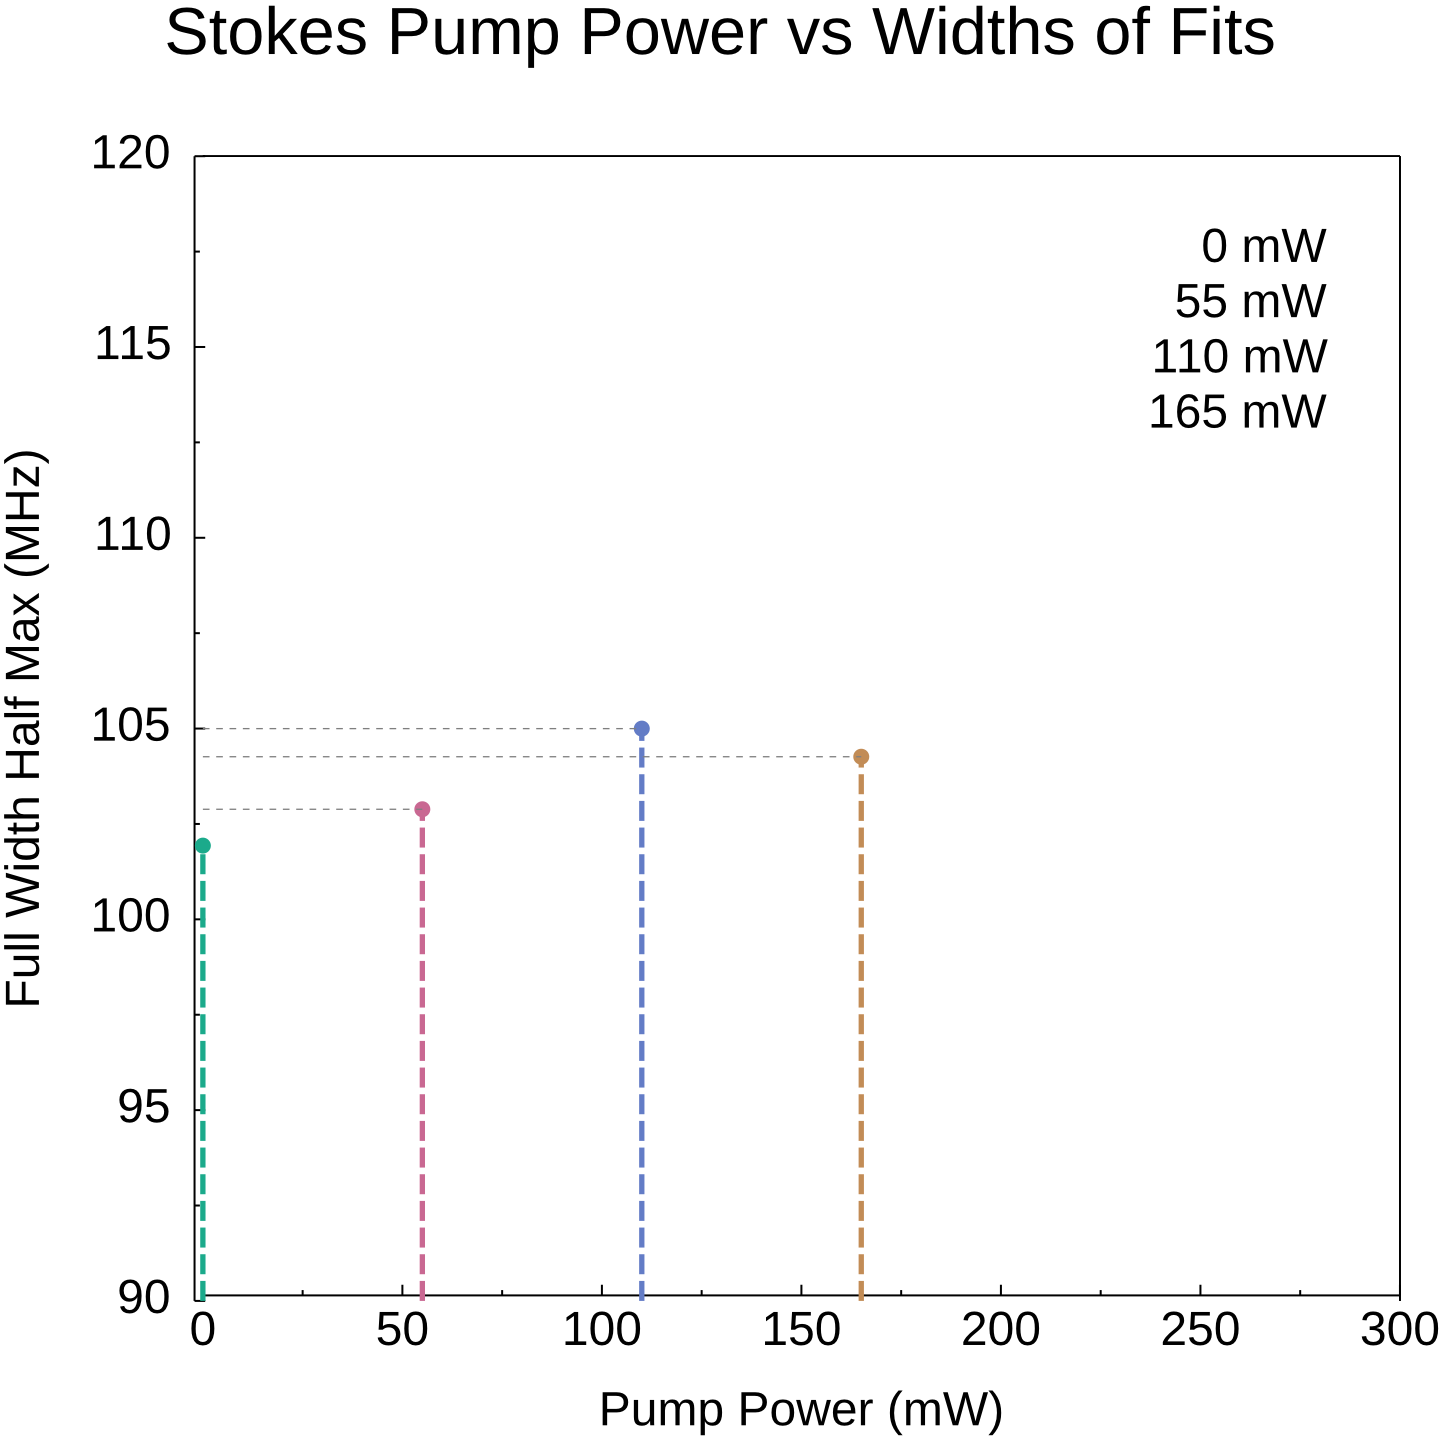 Stokes Pump Power vs Widths of Fits
120
115
110
105
100
95
90
Full Width Half Max (MHz)
0 mW
55 mW
110 mW
165 mW
0 50 100 150 200 250 300
Pump Power (mW)